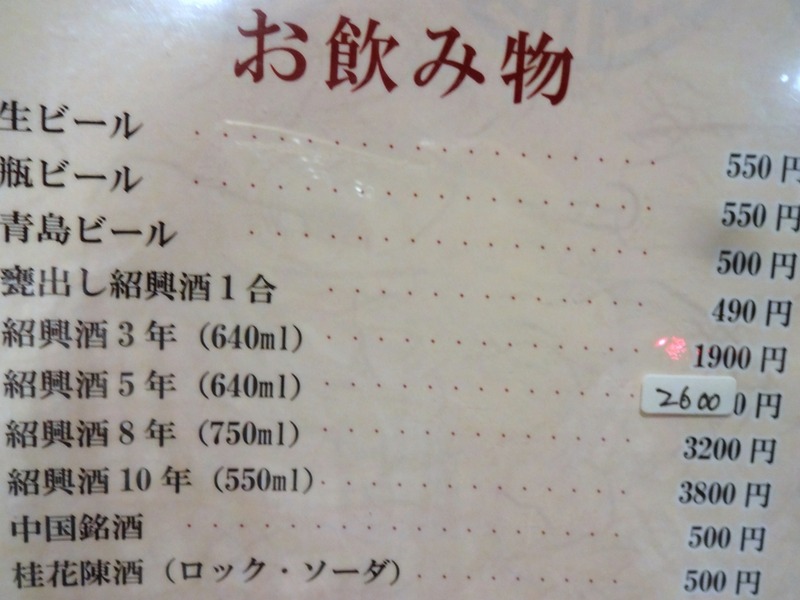 お飲み物
生ビール 550円
瓶ビール 550円
青島ビール 500円
甕出し紹興酒1合 490円
紹興酒3年（640ml） 1900円
紹興酒5年（640ml） 2600 0円
紹興酒8年（750ml） 3200円
紹興酒10年（550ml） 3800円
中国銘酒 500円
桂花陳酒（ロック・ソーダ） 500円